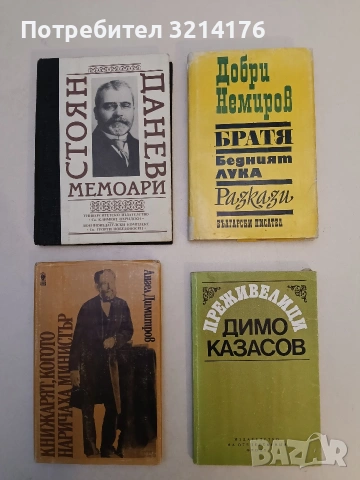 Продавач: 3214176
СТОЯН
ДАНЕВ
МЕМОАРИ
Добри
Немиров
БРАТЯ
Бедният
ЛУКА
Разкази
БЪЛГАРСКИ ПИСАТЕЛ
Ангел Димитров
КНИЖАРЯТ, КОГОТО
НАРИЧАХА МИНИСТЪР
ПРЕЖИВЕЛИЦИ
ДИМО
КАЗАСОВ
BAZAR